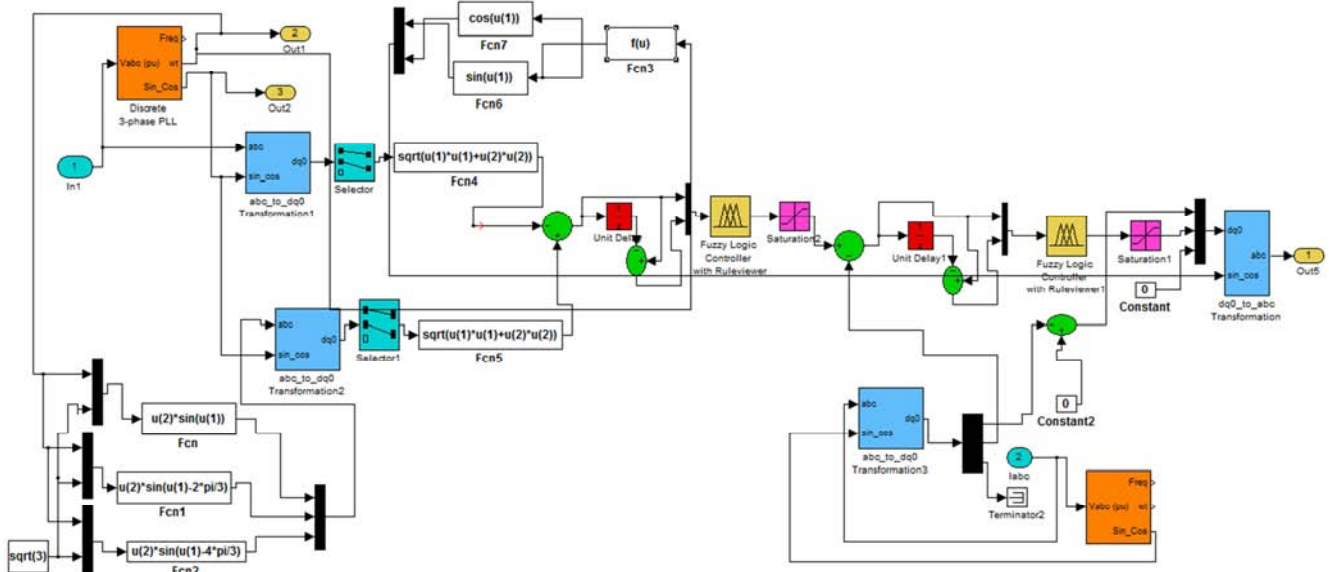 Freq
Vabc (pu)
wt
Sin_Cos
Discrete
3-phase PLL
2
Out1
3
Out2
1
In1
abc
dq0
sin_cos
abc_to_dq0
Transformation1
Selector
cos(u(1))
Fcn7
sin(u(1))
Fcn6
f(u)
Fcn3
sqrt(u(1)*u(1)+u(2)*u(2))
Fcn4
Fuzzy Logic
Controller
with Ruleviewer
Saturation2
Unit Delay1
Fuzzy Logic
Controller
with Ruleviewer1
Saturation1
0
Constant
dq0
abc
sin_cos
dq0_to_abc
Transformation
1
Out5
abc
dq0
sin_cos
abc_to_dq0
Transformation2
Selector1
sqrt(u(1)*u(1)+u(2)*u(2))
Fcn5
u(2)*sin(u(1))
Fcn
u(2)*sin(u(1)-2*pi/3)
Fcn1
u(2)*sin(u(1)-4*pi/3)
Fcn2
sqrt(3)
0
Constant2
abc
dq0
sin_cos
abc_to_dq0
Transformation3
2
Iabc
Terminator2
Freq
Vabc (pu)
wt
Sin_Cos